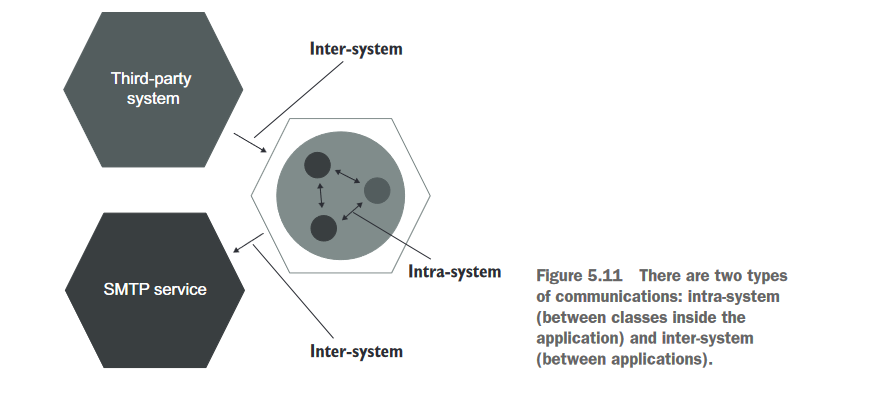 Inter-system
Third-party
system
Intra-system
SMTP service
Inter-system
Figure 5.11 There are two types
of communications: intra-system
(between classes inside the
application) and inter-system
(between applications).